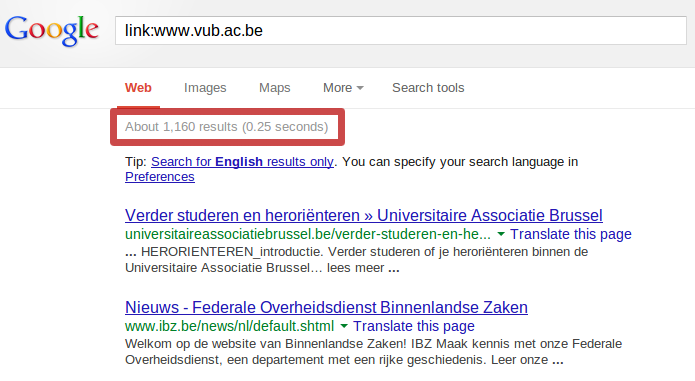 Google
link:www.vub.ac.be
Web Images Maps More Search tools
About 1,160 results (0.25 seconds)
Tip: Search for English results only. You can specify your search language in
Preferences
Verder studeren en heroriënteren » Universitaire Associatie Brussel
universitaireassociatiebrussel.be/verder-studeren-en-he... Translate this page
... HERORIENTEREN_introductie. Verder studeren of je heroriënteren binnen de
Universitaire Associatie Brussel… lees meer ...
Nieuws - Federale Overheidsdienst Binnenlandse Zaken
www.ibz.be/news/nl/default.shtml Translate this page
Welkom op de website van Binnenlandse Zaken! IBZ Maak kennis met onze Federale
Overheidsdienst, een departement met een rijke geschiedenis. Leer onze ...